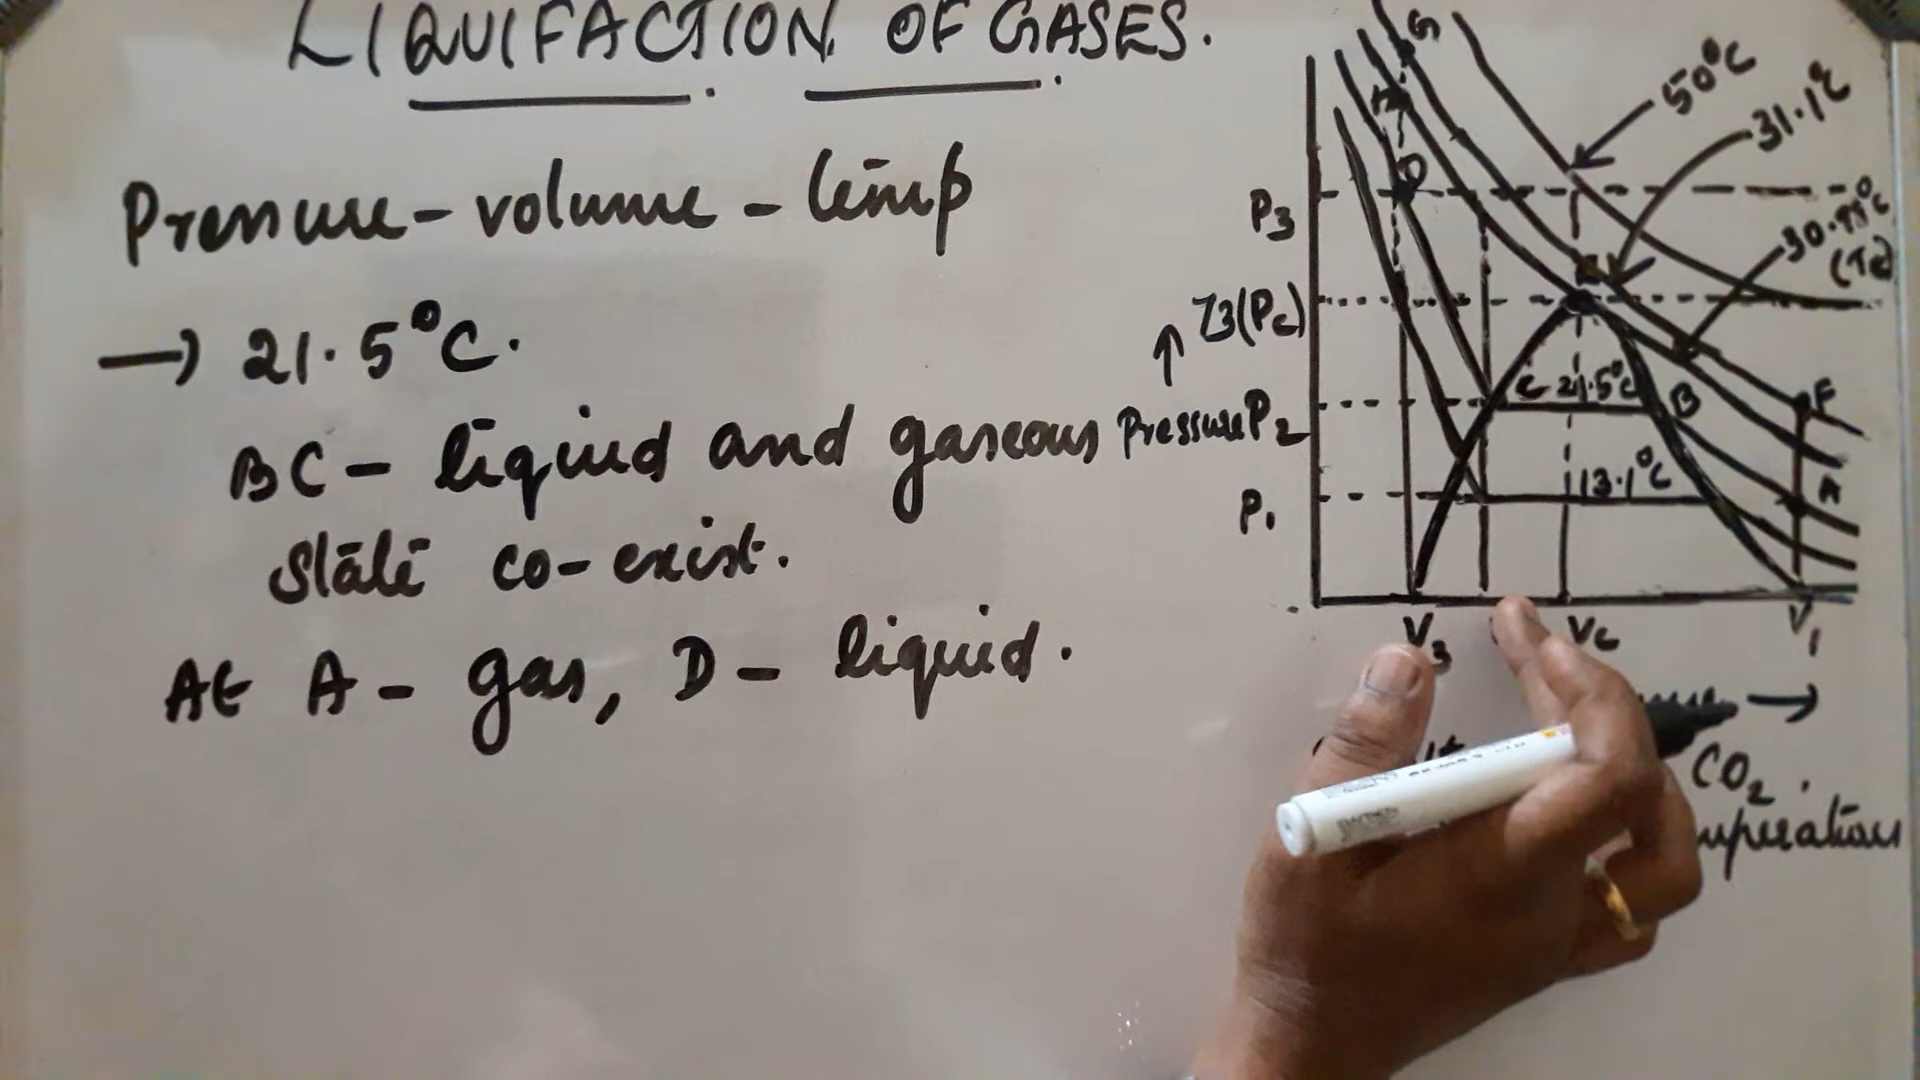 LIQUIFACTION OF GASES.
Pressure - volume - temp
→ 21.5°C.
BC - liquid and gaseous
state co-exist.
At A - gas, D - liquid.
G
50°C
31.1°C
30.98°C
(Tc)
H
D
P3
73(Pc)
E
↑
Pressure P2
C 21.5°C
B
F
13.1°C
A
P1
V3
Vc
V1
→
CO2.